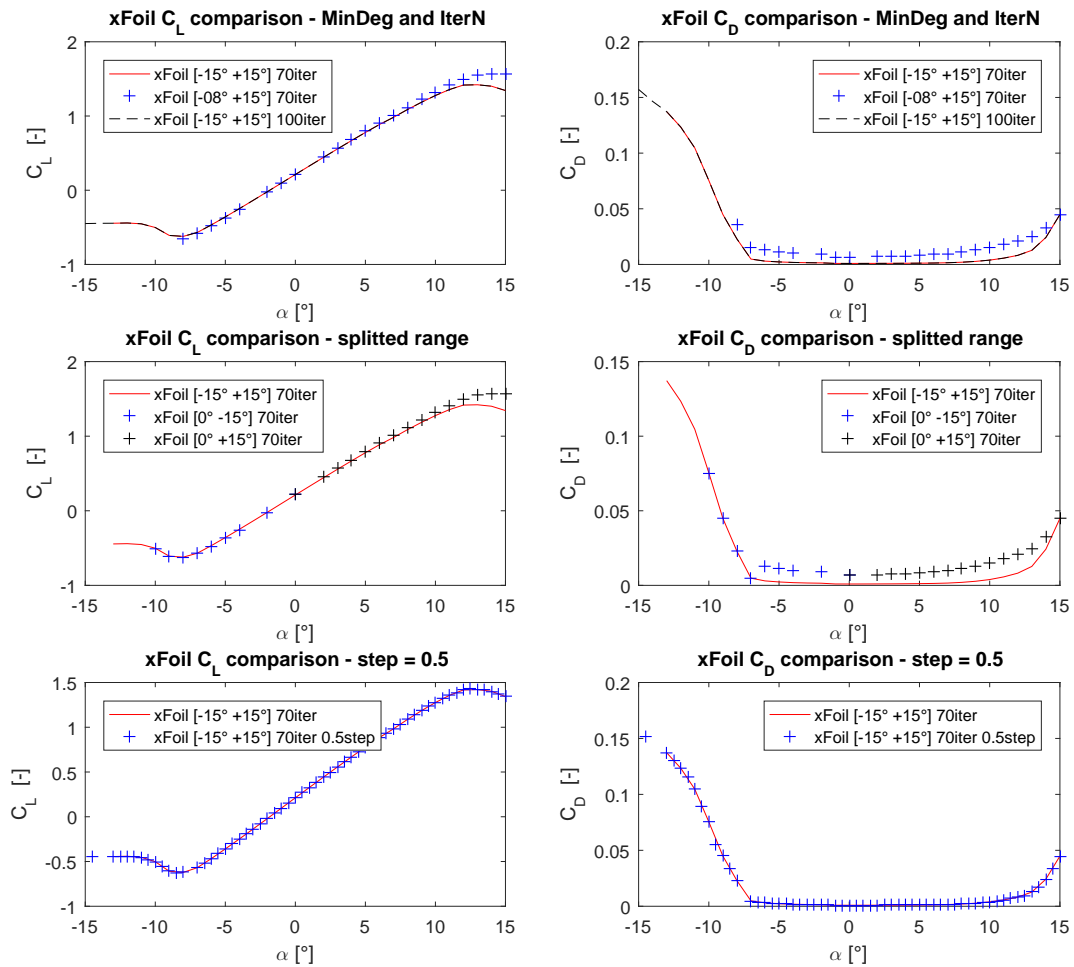 xFoil C_L comparison - MinDeg and IterN
2
1
0
-1
C_L [-]
xFoil [-15° +15°] 70iter
xFoil [-08° +15°] 70iter
xFoil [-15° +15°] 100iter
-15 -10 -5 0 5 10 15
α [°]
xFoil C_D comparison - MinDeg and IterN
0.2
0.15
0.1
0.05
0
C_D [-]
xFoil [-15° +15°] 70iter
xFoil [-08° +15°] 70iter
xFoil [-15° +15°] 100iter
-15 -10 -5 0 5 10 15
α [°]
xFoil C_L comparison - splitted range
2
1
0
-1
C_L [-]
xFoil [-15° +15°] 70iter
xFoil [0° -15°] 70iter
xFoil [0° +15°] 70iter
-15 -10 -5 0 5 10 15
α [°]
xFoil C_D comparison - splitted range
0.15
0.1
0.05
0
C_D [-]
xFoil [-15° +15°] 70iter
xFoil [0° -15°] 70iter
xFoil [0° +15°] 70iter
-15 -10 -5 0 5 10 15
α [°]
xFoil C_L comparison - step = 0.5
1.5
1
0.5
0
-0.5
-1
C_L [-]
xFoil [-15° +15°] 70iter
xFoil [-15° +15°] 70iter 0.5step
-15 -10 -5 0 5 10 15
α [°]
xFoil C_D comparison - step = 0.5
0.2
0.15
0.1
0.05
0
C_D [-]
xFoil [-15° +15°] 70iter
xFoil [-15° +15°] 70iter 0.5step
-15 -10 -5 0 5 10 15
α [°]